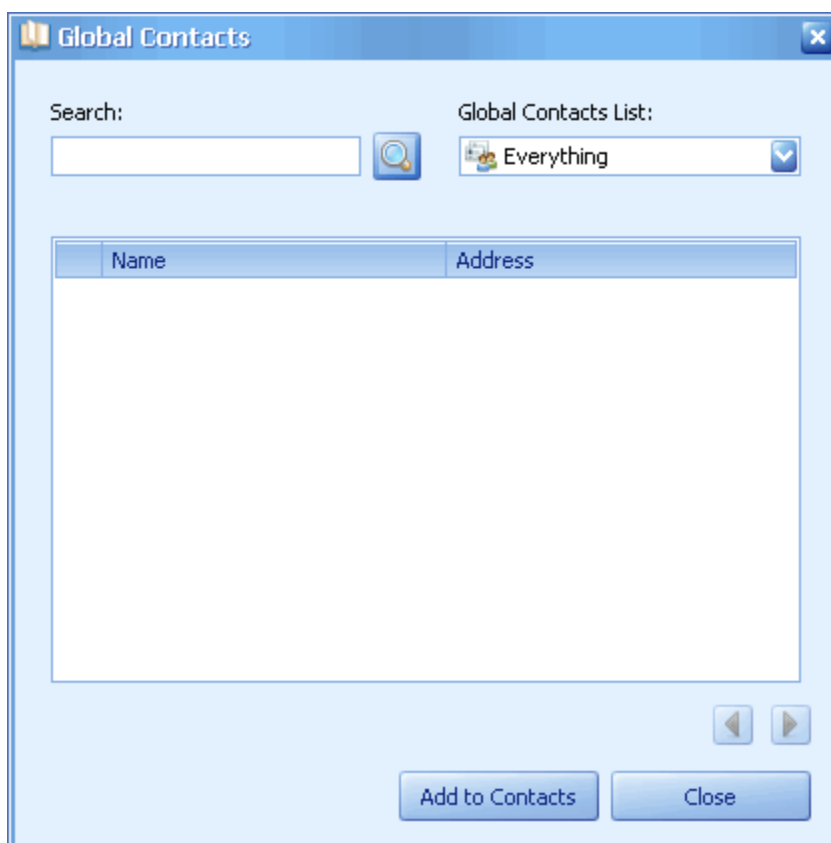 Global Contacts
Search: Global Contacts List:
Everything
Name Address
Add to Contacts Close